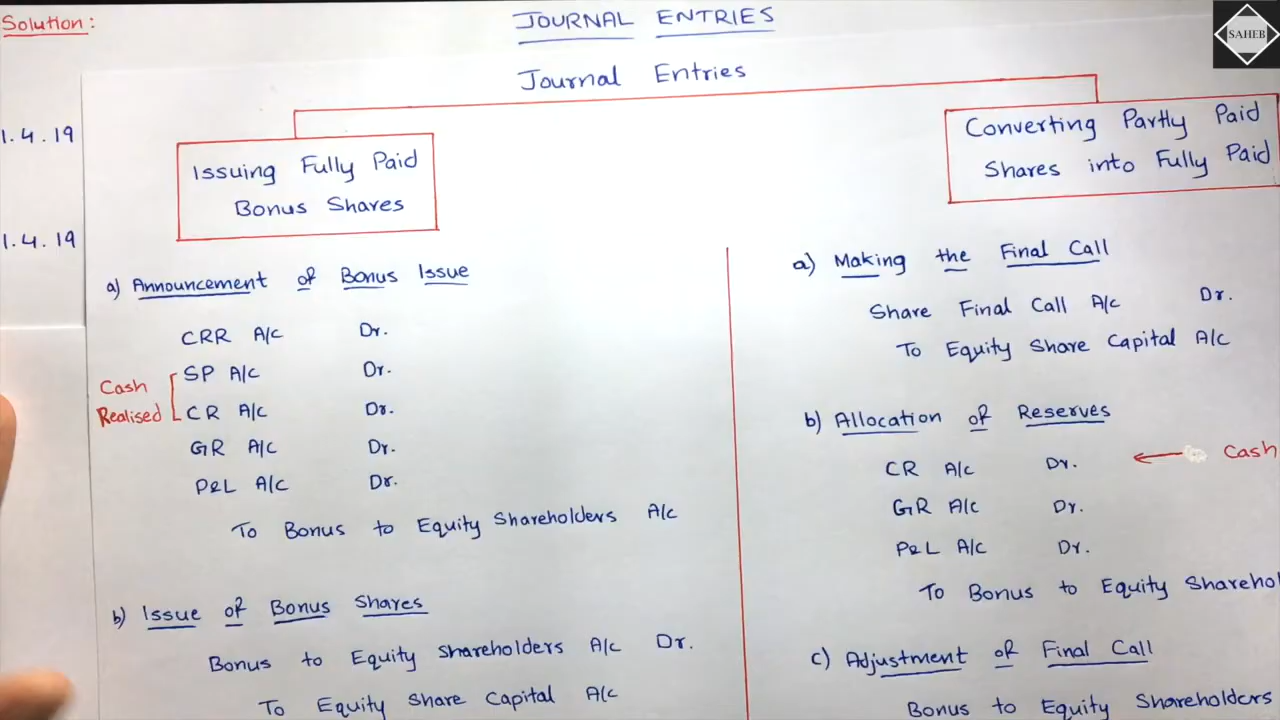 Solution:
JOURNAL ENTRIES
SAHEB
Journal Entries
1.4.19
1.4.19
Issuing Fully Paid
Bonus Shares
a) Announcement of Bonus Issue
CRR A/c Dr.
SP A/c Dr.
Cash
Realised
CR A/c Dr.
GR A/c Dr.
P&L A/c Dr.
To Bonus to Equity Shareholders A/c
b) Issue of Bonus Shares
Bonus to Equity Shareholders A/c Dr.
To Equity Share Capital A/c
Converting Partly Paid
Shares into Fully Paid
a) Making the Final Call
Share Final Call A/c Dr.
To Equity Share Capital A/c
b) Allocation of Reserves
CR A/c Dr. Cash
GR A/c Dr.
P&L A/c Dr.
To Bonus to Equity Shareho
c) Adjustment of Final Call
Bonus to Equity Shareholders